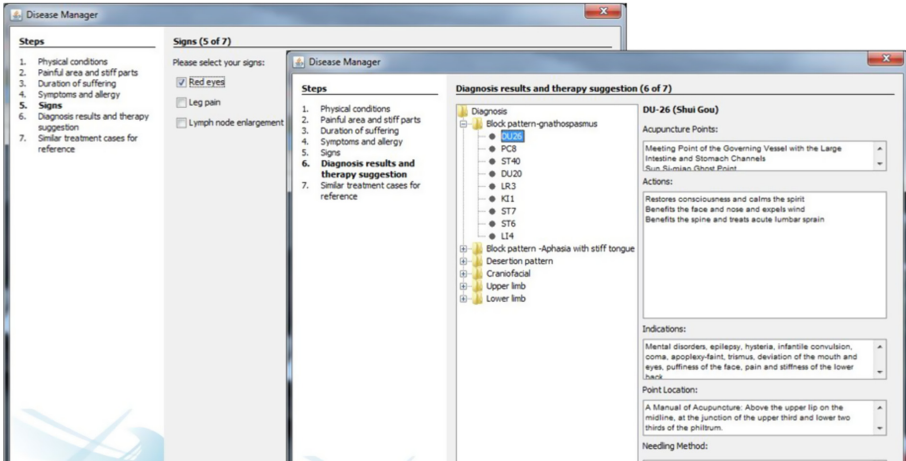 Disease Manager
Steps
1. Physical conditions
2. Painful area and stiff parts
3. Duration of suffering
4. Symptoms and allergy
5. Signs
6. Diagnosis results and therapy
suggestion
7. Similar treatment cases for
reference
Signs (5 of 7)
Please select your signs:
Red eyes
Leg pain
Lymph node enlargement
Disease Manager
Steps
1. Physical conditions
2. Painful area and stiff parts
3. Duration of suffering
4. Symptoms and allergy
5. Signs
6. Diagnosis results and
therapy suggestion
7. Similar treatment cases for
reference
Diagnosis results and therapy suggestion (6 of 7)
Diagnosis
Block pattern-gnathospasmus
DU26
PC8
ST40
DU20
LR3
KI1
ST7
ST6
LI4
Block pattern -Aphasia with stiff tongue
Desertion pattern
Craniofacial
Upper limb
Lower limb
DU-26 (Shui Gou)
Acupuncture Points:
Meeting Point of the Governing Vessel with the Large
Intestine and Stomach Channels
Sun Si-miao Ghost Point
Actions:
Restores consciousness and calms the spirit
Benefits the face and nose and expels wind
Benefits the spine and treats acute lumbar sprain
Indications:
Mental disorders, epilepsy, hysteria, infantile convulsion,
coma, apoplexy-faint, trismus, deviation of the mouth and
eyes, puffiness of the face, pain and stiffness of the lower
back
Point Location:
A Manual of Acupuncture: Above the upper lip on the
midline, at the junction of the upper third and lower two
thirds of the philtrum.
Needling Method: